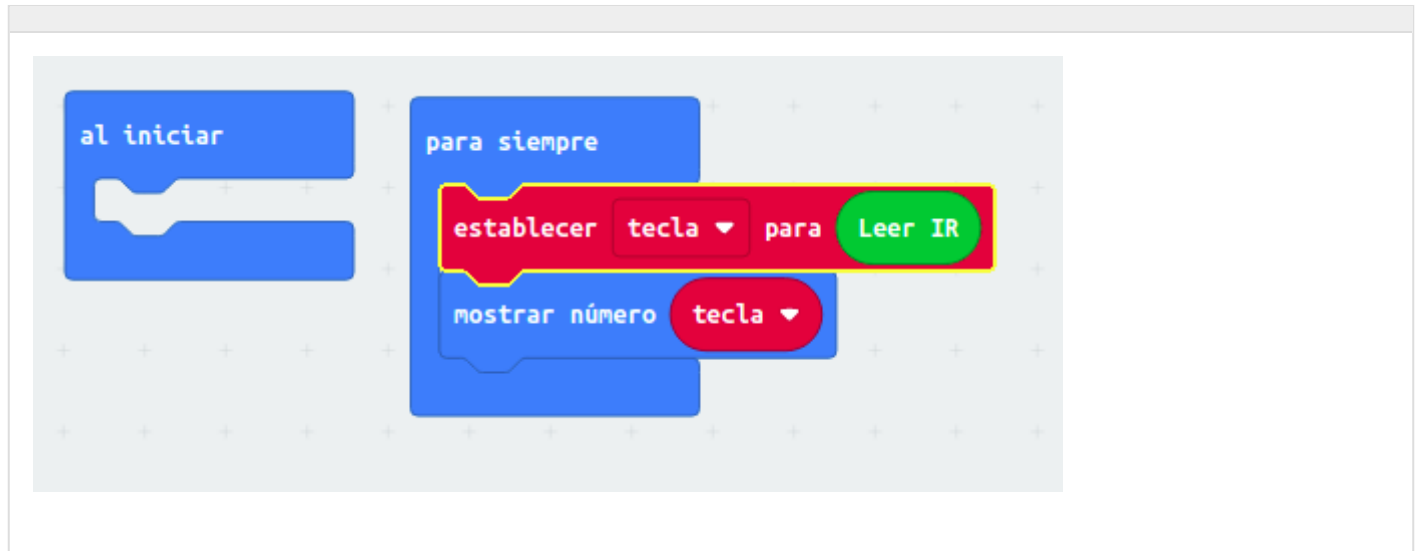 al iniciar
para siempre
establecer tecla para Leer IR
mostrar número tecla